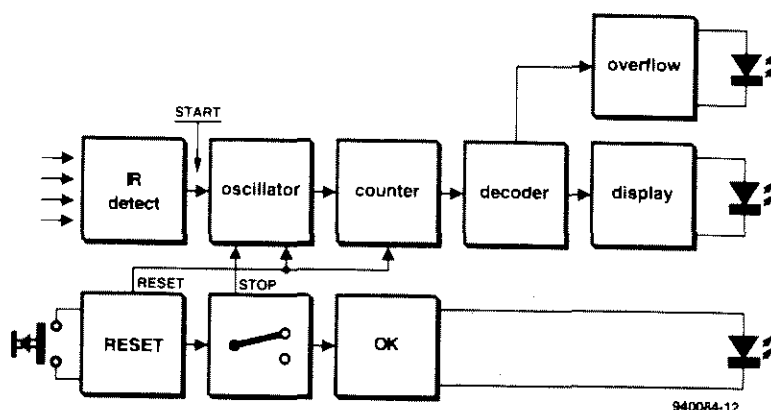 overflow
START
IR
detect
oscillator
counter
decoder
display
RESET
STOP
RESET
OK
940084-12